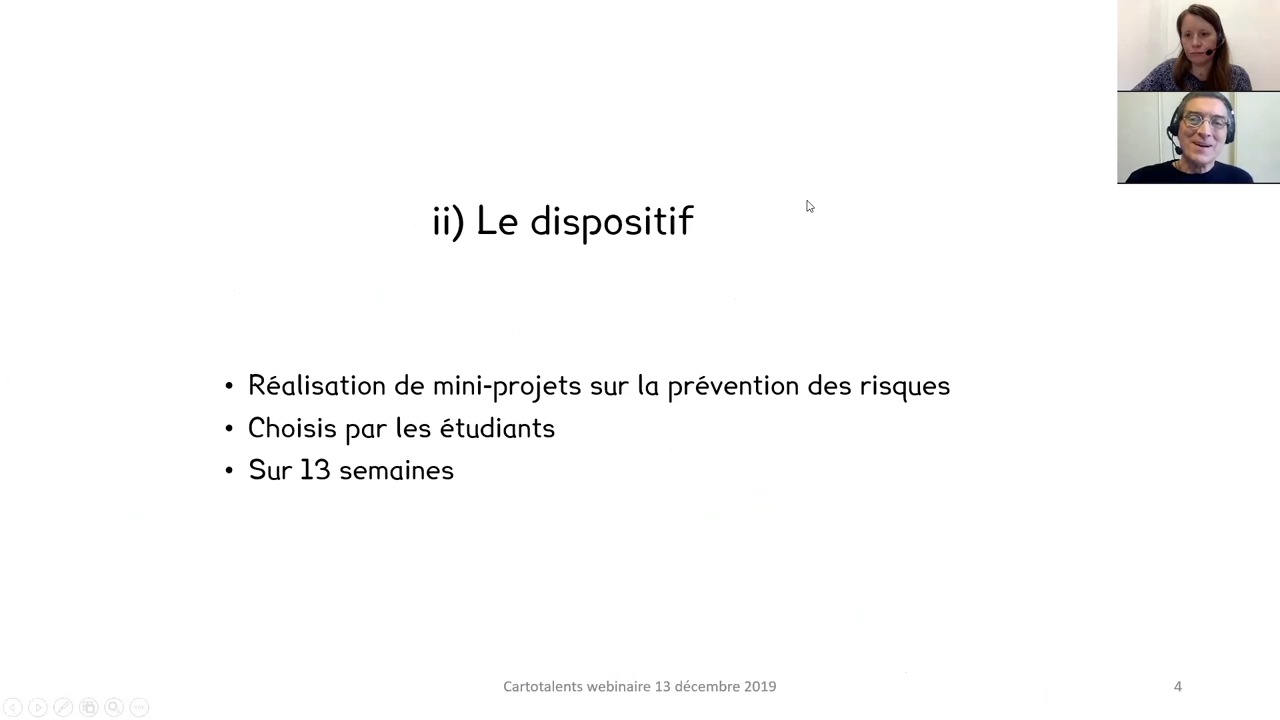 ii) Le dispositif
• Réalisation de mini-projets sur la prévention des risques
• Choisis par les étudiants
• Sur 13 semaines
Cartotalents webinaire 13 décembre 2019
4